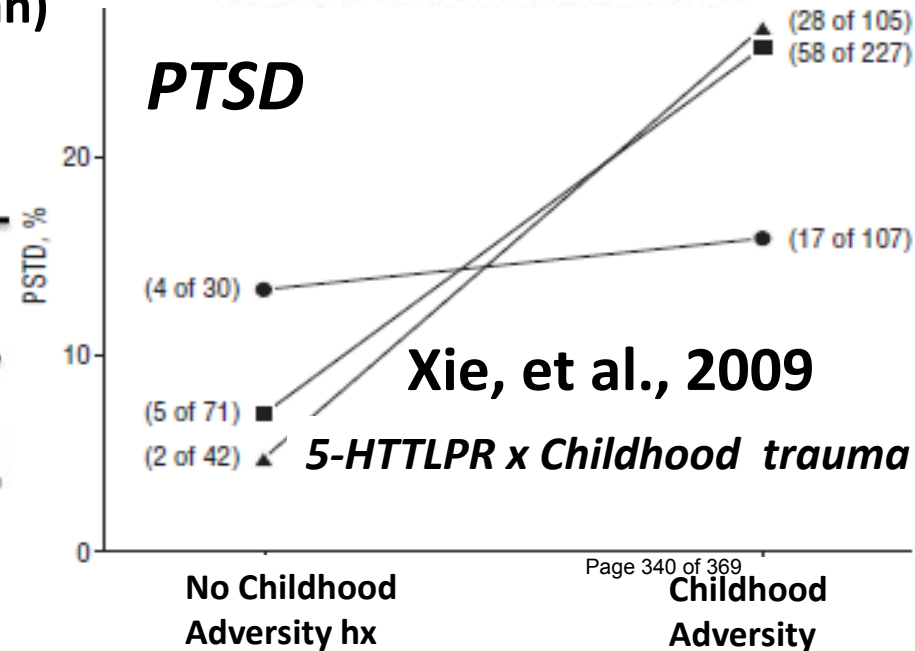 (28 of 105)
PTSD
(58 of 227)
20
PSTD, %
(17 of 107)
(4 of 30)
10
Xie, et al., 2009
(5 of 71)
(2 of 42)
5-HTTLPR x Childhood trauma
0
Page 340 of 369
No Childhood
Adversity hx
Childhood
Adversity